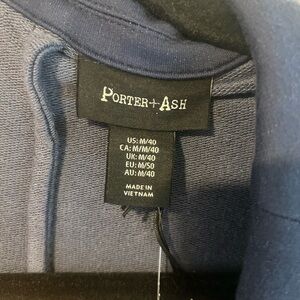 PORTER+ASH
US: M/40
CA: M/M/40
UK: M/40
EU: M/50
AU: M/40
MADE IN
VIETNAM